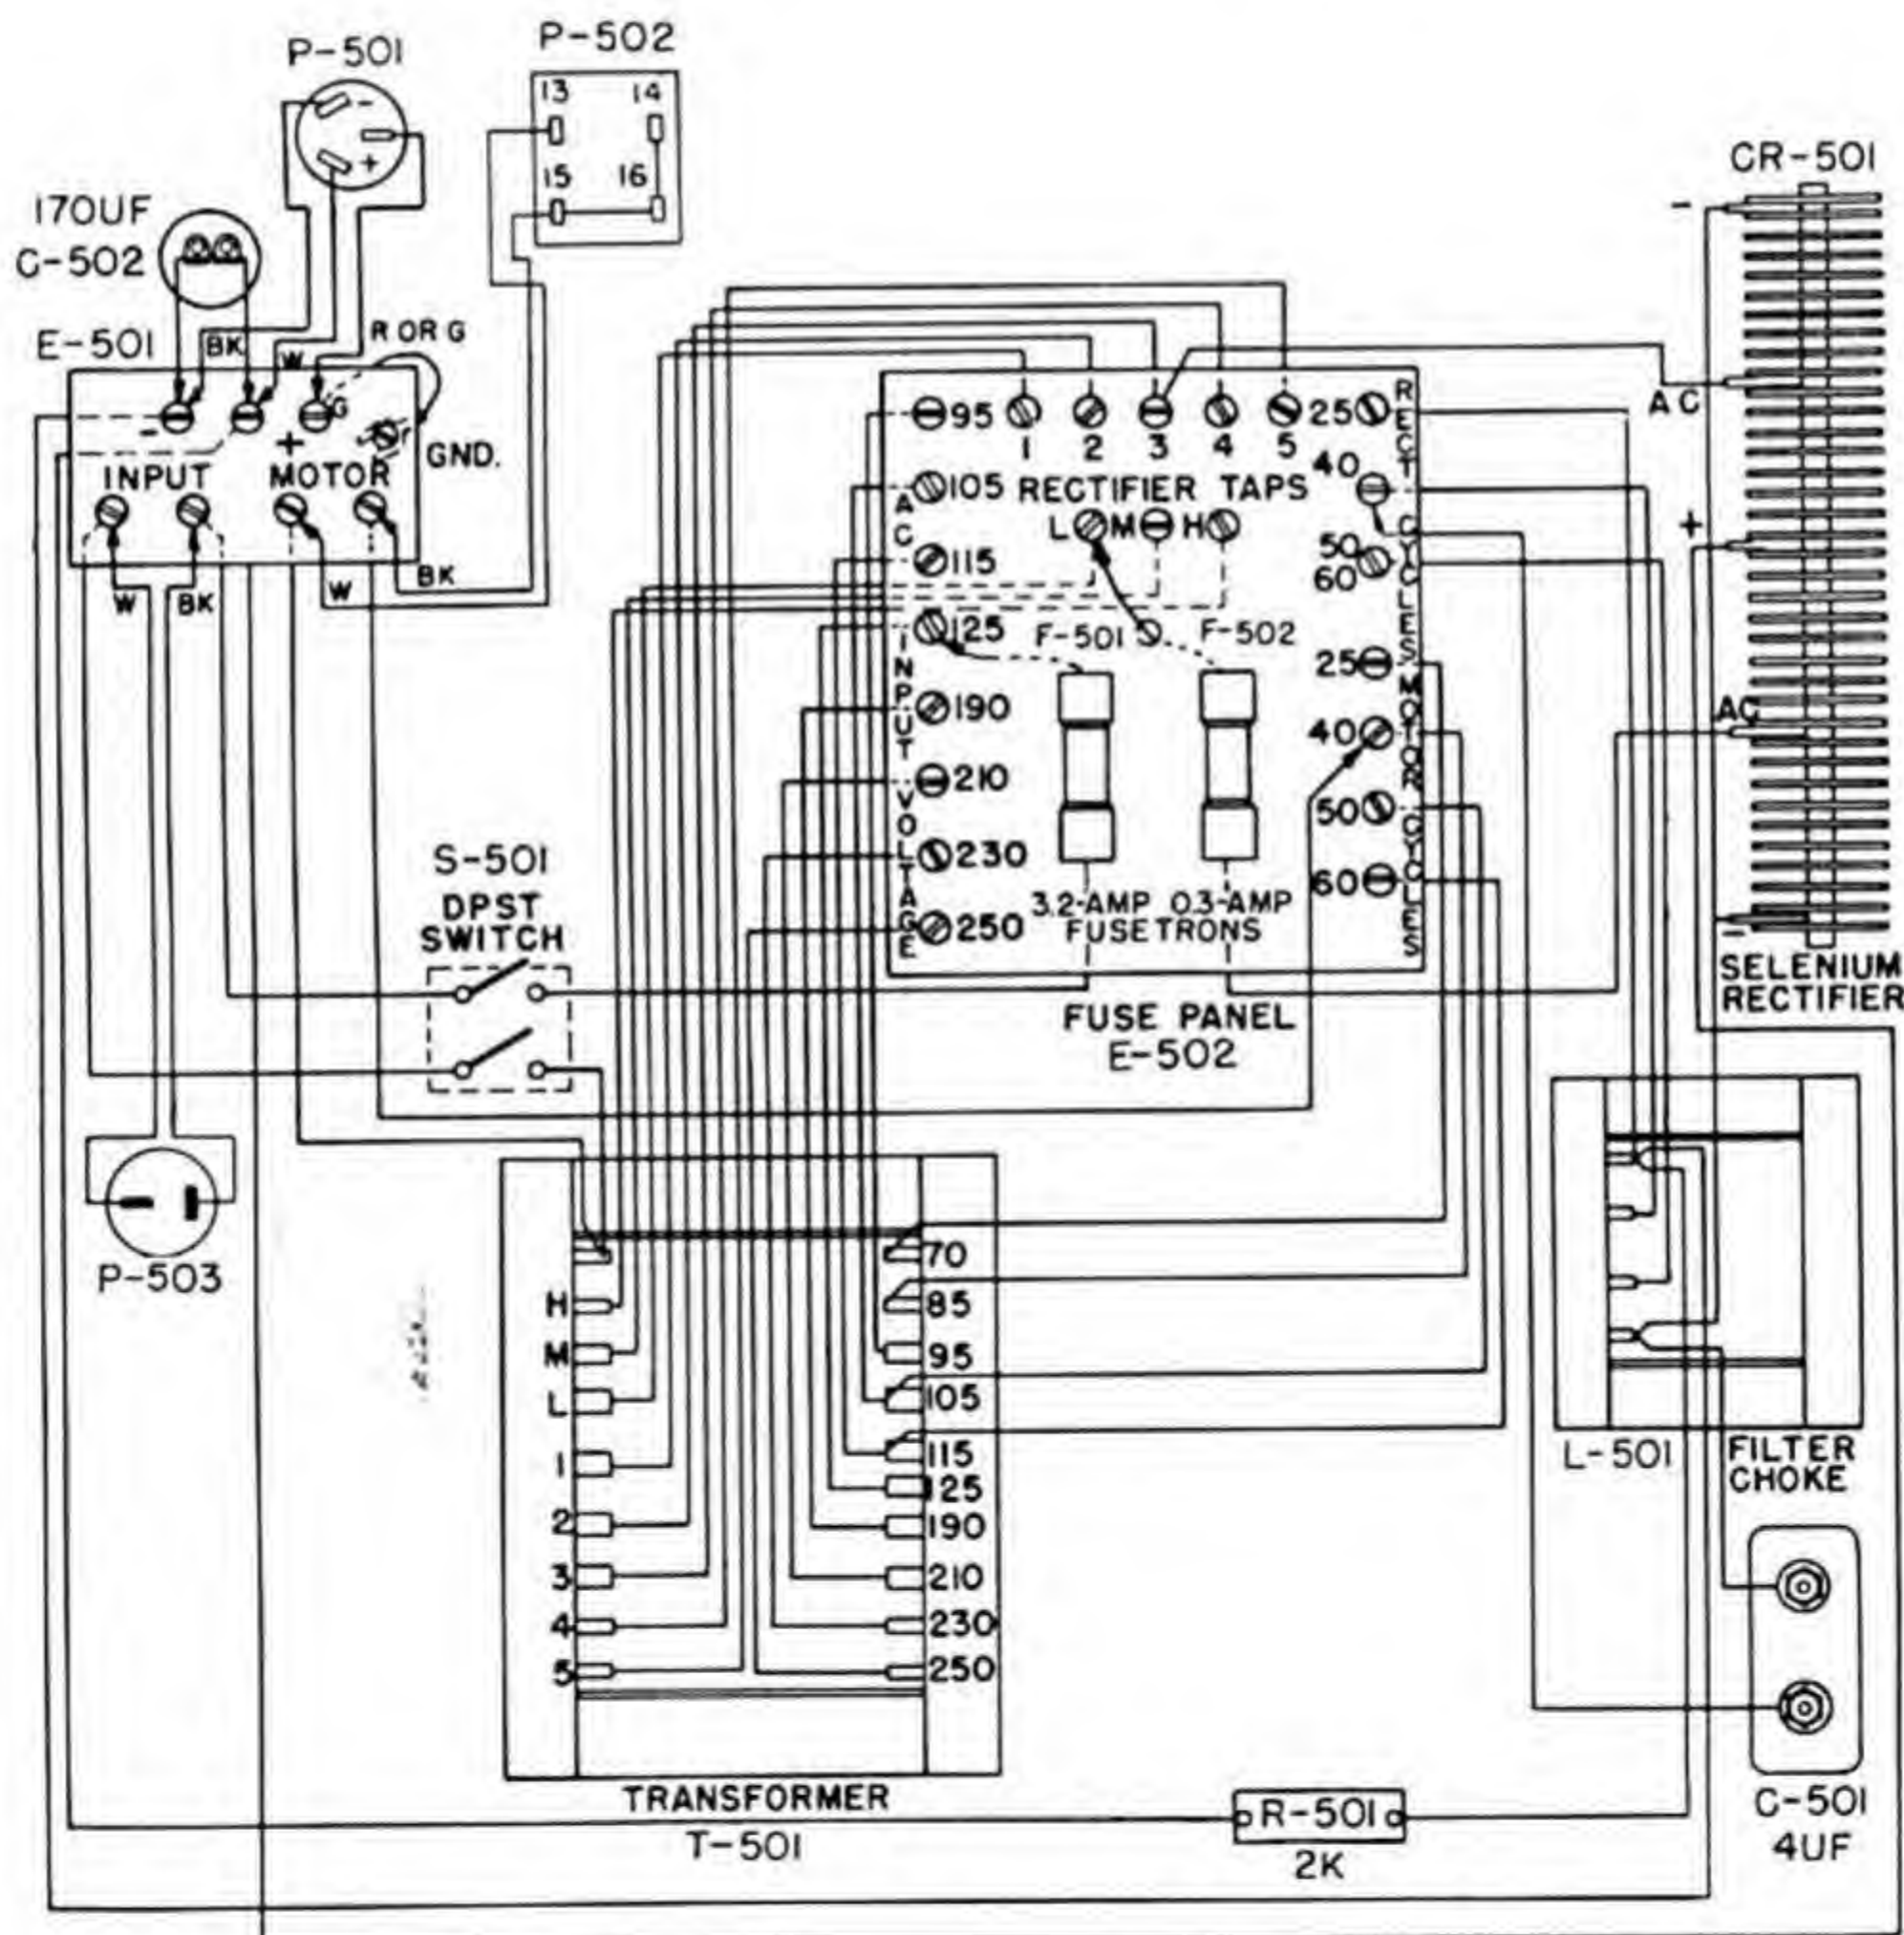 P-501
P-502
13 14
15 16
-
+
CR-501
-
170UF
C-502
E-501
BK
W
R OR G
G
-
+
GND.
INPUT MOTOR
W
BK
W
BK
AC
+
AC
-
SELENIUM
RECTIFIER
95
105
115
125
190
210
230
250
AC INPUT VOLTAGE
1 2 3 4 5
RECTIFIER TAPS
L M H
F-501 F-502
3.2-AMP 0.3-AMP
FUSETRONS
25
40
50
60
RECT CYCLES
25
40
50
60
MOTOR CYCLES
FUSE PANEL
E-502
S-501
DPST
SWITCH
P-503
H
M
L
1
2
3
4
5
70
85
95
105
115
125
190
210
230
250
TRANSFORMER
T-501
L-501
FILTER
CHOKE
R-501
2K
C-501
4UF